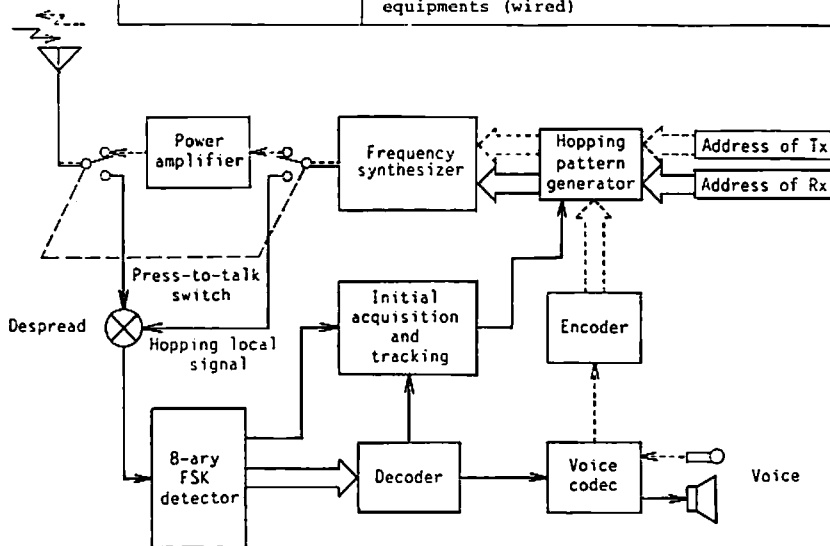 equipments (wired)
Power
amplifier
Frequency
synthesizer
Hopping
pattern
generator
Address of Tx
Address of Rx
Press-to-talk
switch
Despread
Hopping local
signal
Initial
acquisition
and
tracking
Encoder
8-ary
FSK
detector
Decoder
Voice
codec
Voice